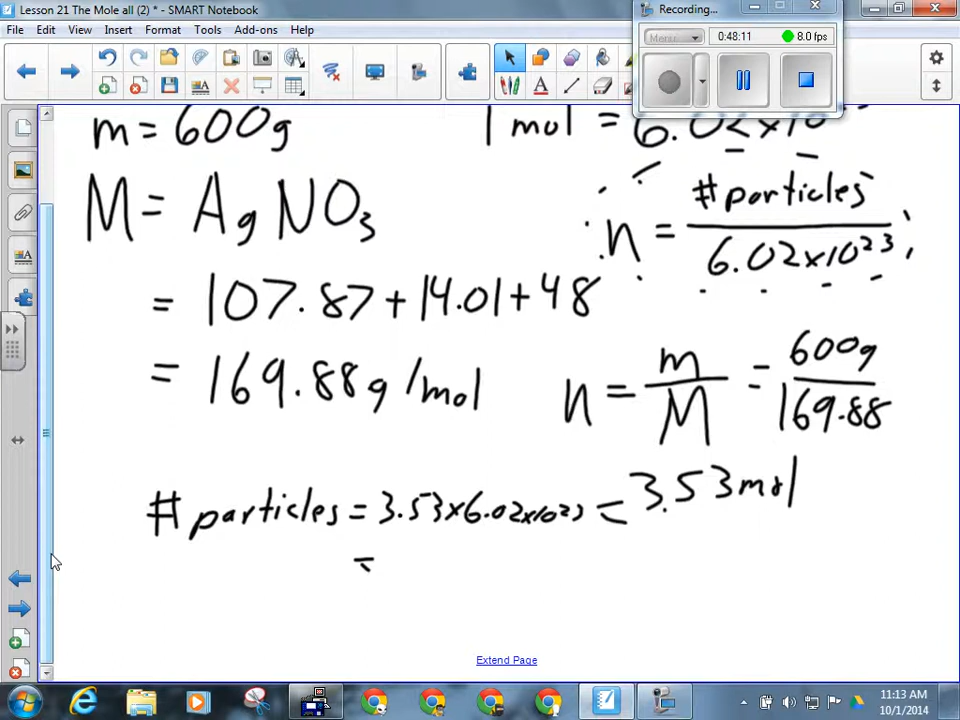 Lesson 21 The Mole all (2) * - SMART Notebook
Recording...
File Edit View Insert Format Tools Add-ons Help
Menu 0:48:11 8.0 fps
m = 600g
1 mol = 6.02x10
M = AgNO3
n = # particles / 6.02x10^23
= 107.87+14.01+48
= 169.88g/mol
n = m / M = 600g / 169.88
# particles = 3.53x6.02x10^23
= 3.53mol
=
Extend Page
11:13 AM
10/1/2014